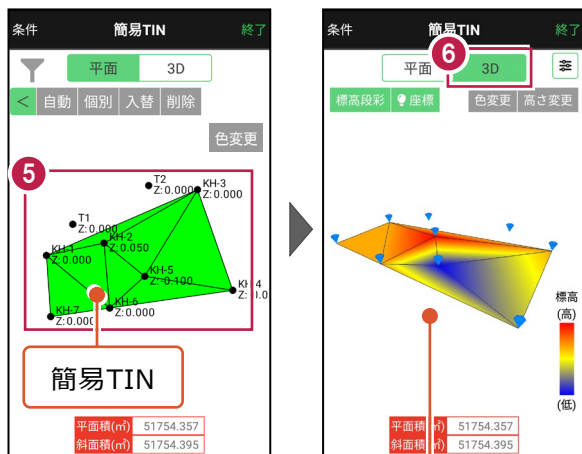 条件 簡易TIN 終了
平面 3D
< 自動 個別 入替 削除
色変更
5
T2
Z: 0.000
KH-3
Z: 0.000
T1
Z: 0.000
KH-2
Z: 0.050
KH-1
Z: 0.000
KH-5
Z: -0.100
KH-6
Z: 0.000
KH-7
Z: 0.000
簡易TIN
平面積(㎡) 51754.357
斜面積(㎡) 51754.395
条件 簡易TIN 終了
6
平面 3D
標高段彩 座標 色変更 高さ変更
標高
(高)
(低)
平面積(㎡) 51754.357
斜面積(㎡) 51754.395